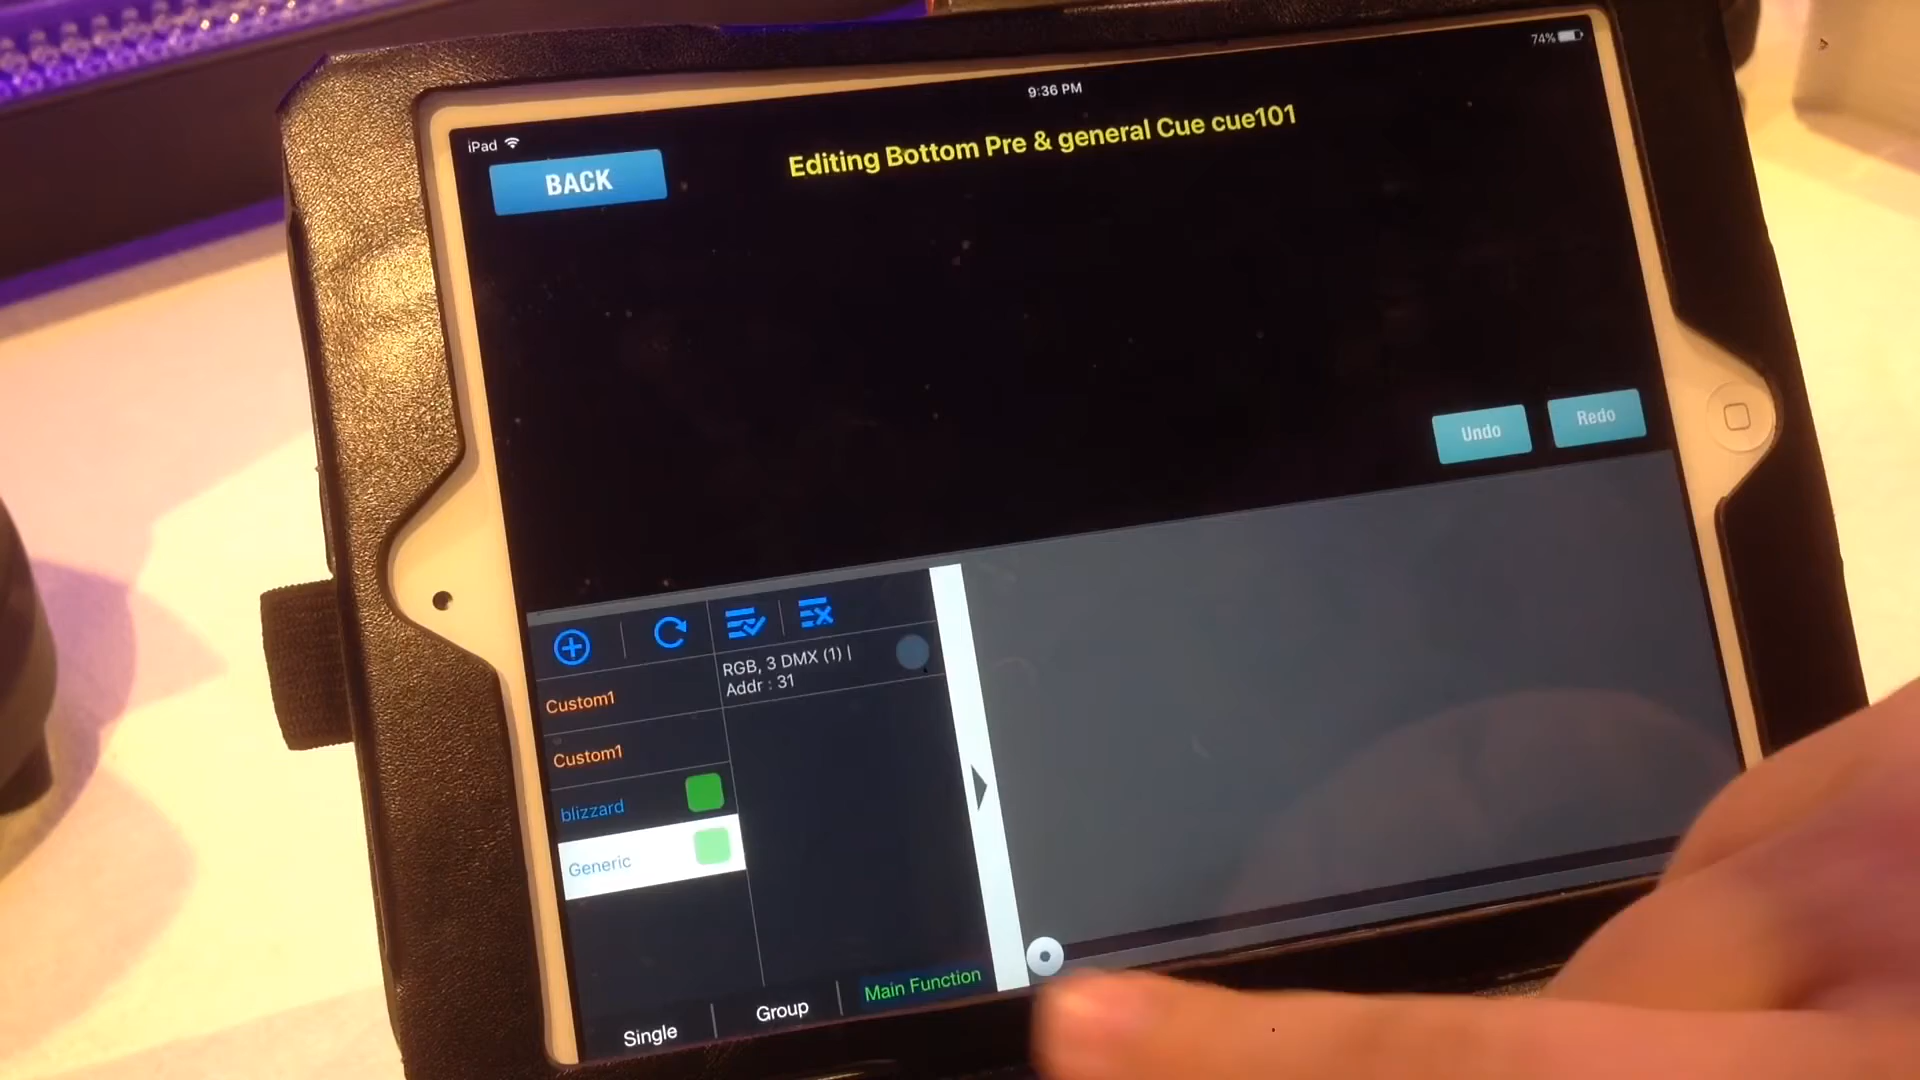 iPad
9:36 PM
74%
BACK
Editing Bottom Pre & general Cue cue101
Undo
Redo
Custom1
Custom1
blizzard
Generic
RGB, 3 DMX (1) |
Addr : 31
Single
Group
Main Function